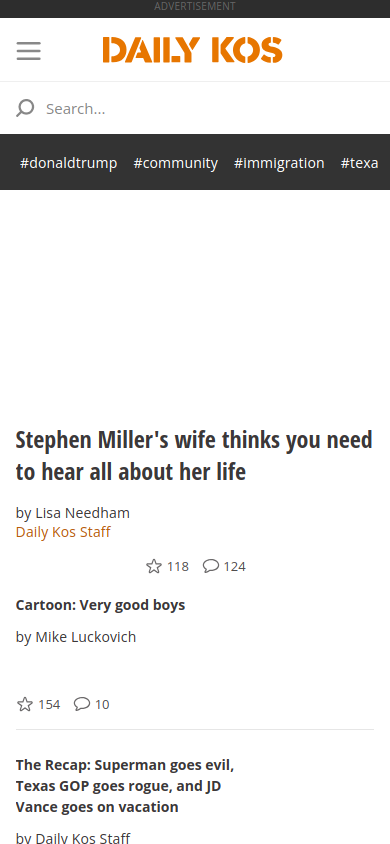 ADVERTISEMENT
DAILY KOS
Search...
#donaldtrump #community #immigration #texa
Stephen Miller's wife thinks you need
to hear all about her life
by Lisa Needham
Daily Kos Staff
118 124
Cartoon: Very good boys
by Mike Luckovich
154 10
The Recap: Superman goes evil,
Texas GOP goes rogue, and JD
Vance goes on vacation
by Daily Kos Staff